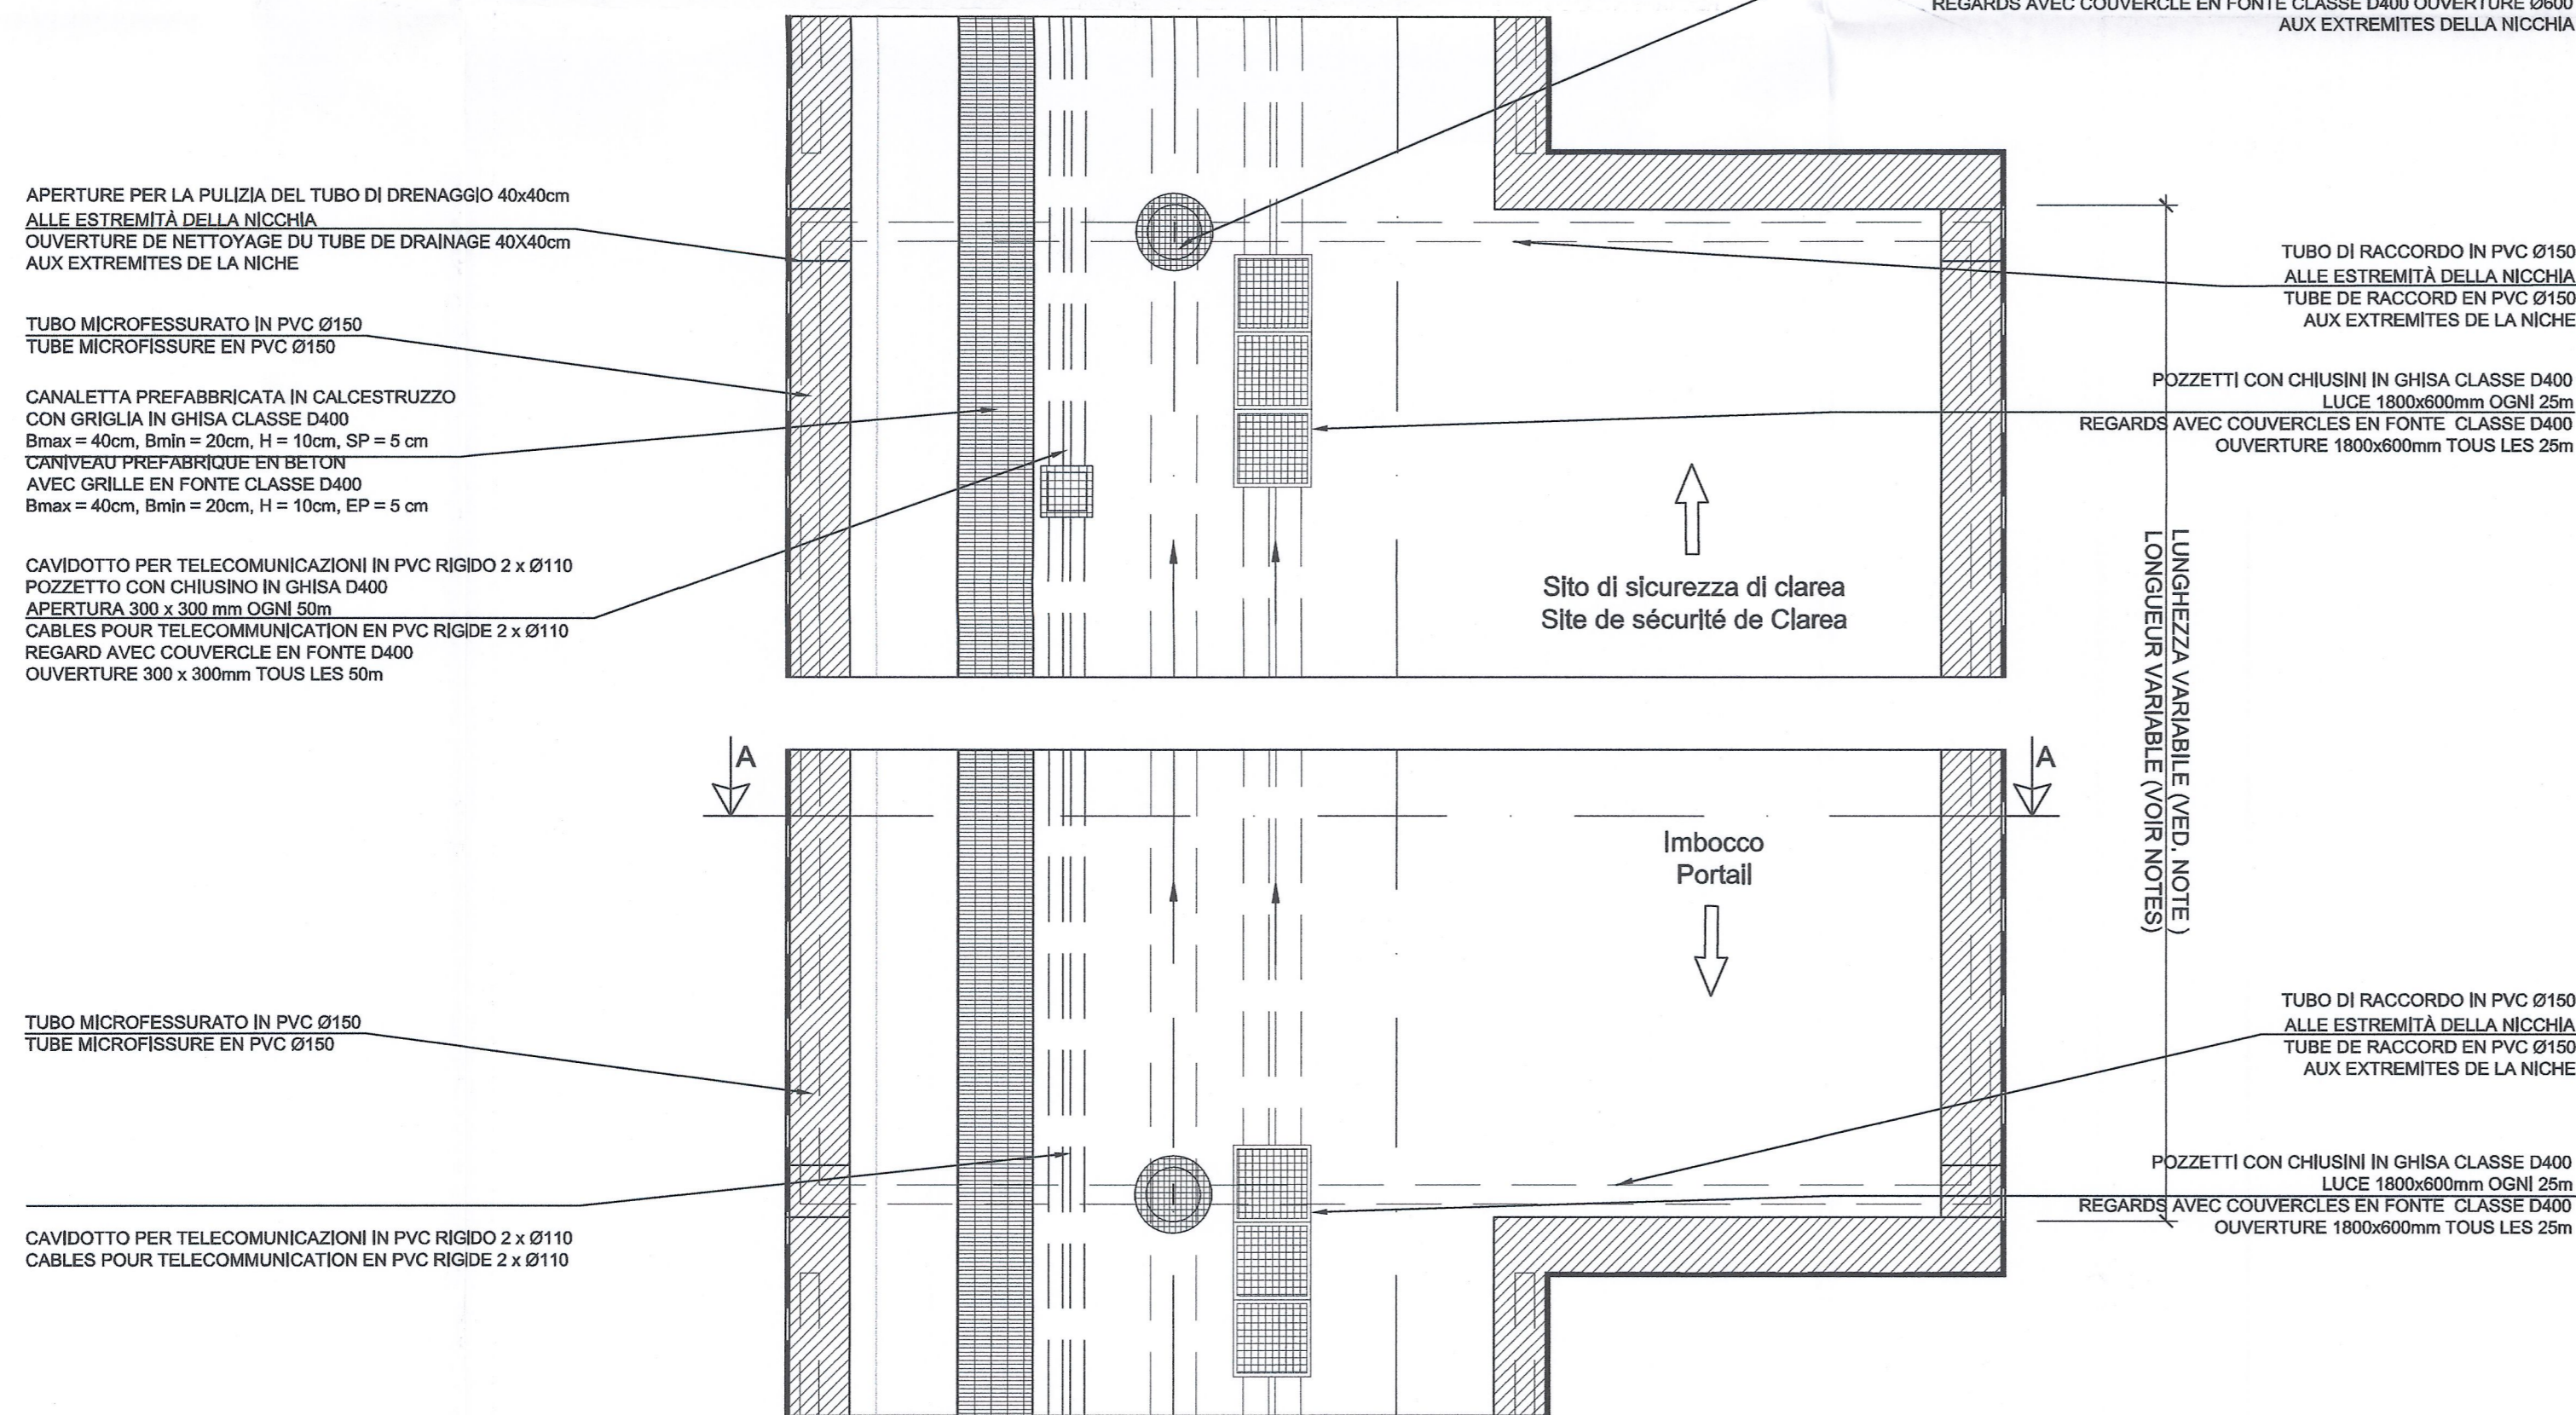 REGARDS AVEC COUVERCLE EN FONTE CLASSE D400 OUVERTURE Ø600
AUX EXTREMITES DELLA NICCHIA
APERTURE PER LA PULIZIA DEL TUBO DI DRENAGGIO 40x40cm
ALLE ESTREMITÀ DELLA NICCHIA
OUVERTURE DE NETTOYAGE DU TUBE DE DRAINAGE 40X40cm
AUX EXTREMITES DE LA NICHE
TUBO MICROFESSURATO IN PVC Ø150
TUBE MICROFISSURE EN PVC Ø150
CANALETTA PREFABBRICATA IN CALCESTRUZZO
CON GRIGLIA IN GHISA CLASSE D400
Bmax = 40cm, Bmin = 20cm, H = 10cm, SP = 5 cm
CANIVEAU PREFABRIQUE EN BETON
AVEC GRILLE EN FONTE CLASSE D400
Bmax = 40cm, Bmin = 20cm, H = 10cm, EP = 5 cm
CAVIDOTTO PER TELECOMUNICAZIONI IN PVC RIGIDO 2 x Ø110
POZZETTO CON CHIUSINO IN GHISA D400
APERTURA 300 x 300 mm OGNI 50m
CABLES POUR TELECOMMUNICATION EN PVC RIGIDE 2 x Ø110
REGARD AVEC COUVERCLE EN FONTE D400
OUVERTURE 300 x 300mm TOUS LES 50m
TUBO DI RACCORDO IN PVC Ø150
ALLE ESTREMITÀ DELLA NICCHIA
TUBE DE RACCORD EN PVC Ø150
AUX EXTREMITES DE LA NICHE
POZZETTI CON CHIUSINI IN GHISA CLASSE D400
LUCE 1800x600mm OGNI 25m
REGARDS AVEC COUVERCLES EN FONTE CLASSE D400
OUVERTURE 1800x600mm TOUS LES 25m
Sito di sicurezza di clarea
Site de sécurité de Clarea
LUNGHEZZA VARIABILE (VED. NOTE )
LONGUEUR VARIABLE (VOIR NOTES)
A
A
Imbocco
Portail
TUBO MICROFESSURATO IN PVC Ø150
TUBE MICROFISSURE EN PVC Ø150
CAVIDOTTO PER TELECOMUNICAZIONI IN PVC RIGIDO 2 x Ø110
CABLES POUR TELECOMMUNICATION EN PVC RIGIDE 2 x Ø110
TUBO DI RACCORDO IN PVC Ø150
ALLE ESTREMITÀ DELLA NICCHIA
TUBE DE RACCORD EN PVC Ø150
AUX EXTREMITES DE LA NICHE
POZZETTI CON CHIUSINI IN GHISA CLASSE D400
LUCE 1800x600mm OGNI 25m
REGARDS AVEC COUVERCLES EN FONTE CLASSE D400
OUVERTURE 1800x600mm TOUS LES 25m